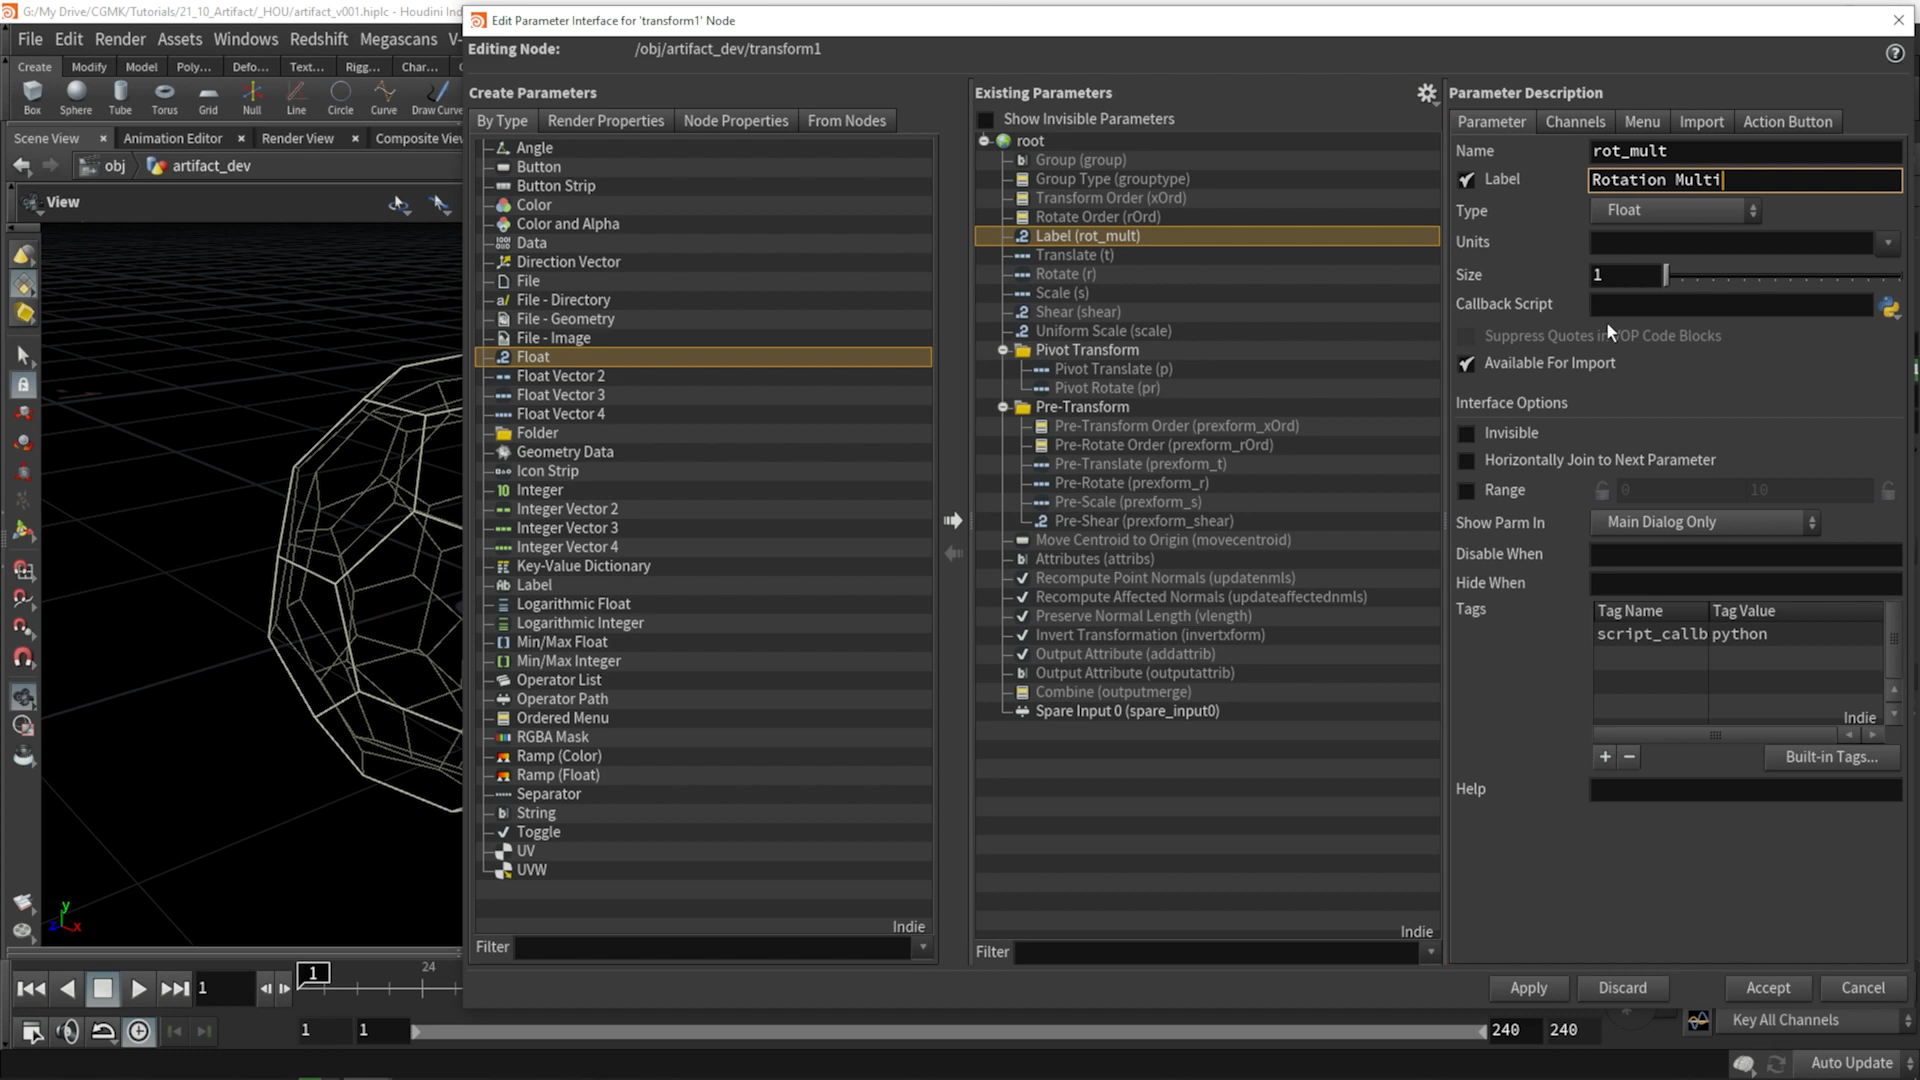 G:/My Drive/CGMK/Tutorials/21_10_Artifact/_HOU/artifact_v001.hiplc - Houdini Ind
Edit Parameter Interface for 'transform1' Node
File Edit Render Assets Windows Redshift Megascans V-
Editing Node: /obj/artifact_dev/transform1
Create Modify Model Poly... Defo... Text... Rigg... Char...
Box Sphere Tube Torus Grid Null Line Circle Curve Draw Curve
Scene View Animation Editor Render View Composite View
obj artifact_dev
View
Create Parameters
By Type Render Properties Node Properties From Nodes
Angle
Button
Button Strip
Color
Color and Alpha
Data
Direction Vector
File
File - Directory
File - Geometry
File - Image
Float
Float Vector 2
Float Vector 3
Float Vector 4
Folder
Geometry Data
Icon Strip
Integer
Integer Vector 2
Integer Vector 3
Integer Vector 4
Key-Value Dictionary
Label
Logarithmic Float
Logarithmic Integer
Min/Max Float
Min/Max Integer
Operator List
Operator Path
Ordered Menu
RGBA Mask
Ramp (Color)
Ramp (Float)
Separator
String
Toggle
UV
UVW
Indie
Filter
Existing Parameters
Show Invisible Parameters
root
Group (group)
Group Type (grouptype)
Transform Order (xOrd)
Rotate Order (rOrd)
Label (rot_mult)
Translate (t)
Rotate (r)
Scale (s)
Shear (shear)
Uniform Scale (scale)
Pivot Transform
Pivot Translate (p)
Pivot Rotate (pr)
Pre-Transform
Pre-Transform Order (prexform_xOrd)
Pre-Rotate Order (prexform_rOrd)
Pre-Translate (prexform_t)
Pre-Rotate (prexform_r)
Pre-Scale (prexform_s)
Pre-Shear (prexform_shear)
Move Centroid to Origin (movecentroid)
Attributes (attribs)
Recompute Point Normals (updatenmls)
Recompute Affected Normals (updateaffectednmls)
Preserve Normal Length (vlength)
Invert Transformation (invertxform)
Output Attribute (addattrib)
Output Attribute (outputattrib)
Combine (outputmerge)
Spare Input 0 (spare_input0)
Indie
Filter
Parameter Description
Parameter Channels Menu Import Action Button
Name rot_mult
Label Rotation Multi
Type Float
Units
Size 1
Callback Script
Suppress Quotes in VOP Code Blocks
Available For Import
Interface Options
Invisible
Horizontally Join to Next Parameter
Range 0 10
Show Parm In Main Dialog Only
Disable When
Hide When
Tags Tag Name Tag Value
script_callb python
Indie
+ − Built-in Tags...
Help
Apply Discard Accept Cancel
y x z
1 1 24
1 1 240 240 Key All Channels
Auto Update